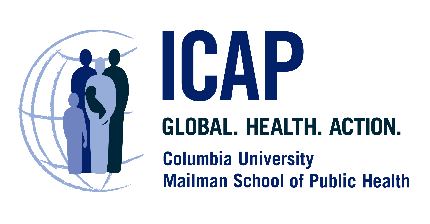 ICAP
GLOBAL. HEALTH. ACTION.
Columbia University
Mailman School of Public Health